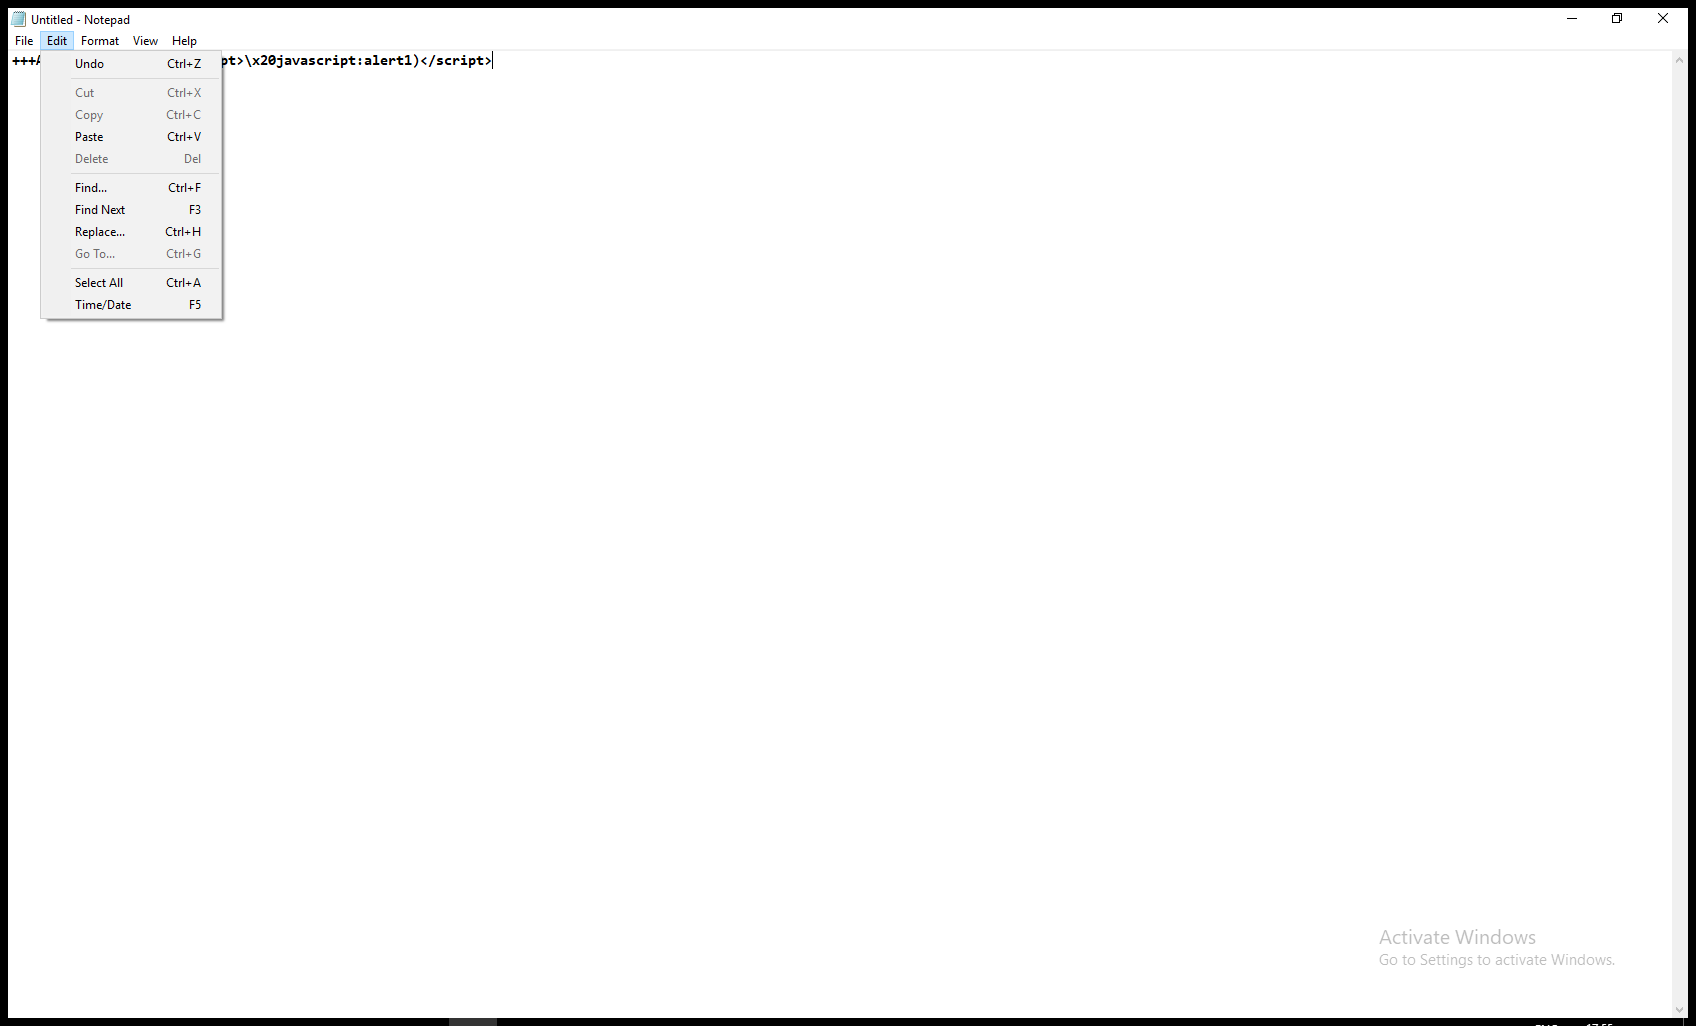 Untitled - Notepad
File Edit Format View Help
+++ pt>\x20javascript:alert1)</script>
Undo Ctrl+Z
Cut Ctrl+X
Copy Ctrl+C
Paste Ctrl+V
Delete Del
Find... Ctrl+F
Find Next F3
Replace... Ctrl+H
Go To... Ctrl+G
Select All Ctrl+A
Time/Date F5
Activate Windows
Go to Settings to activate Windows.